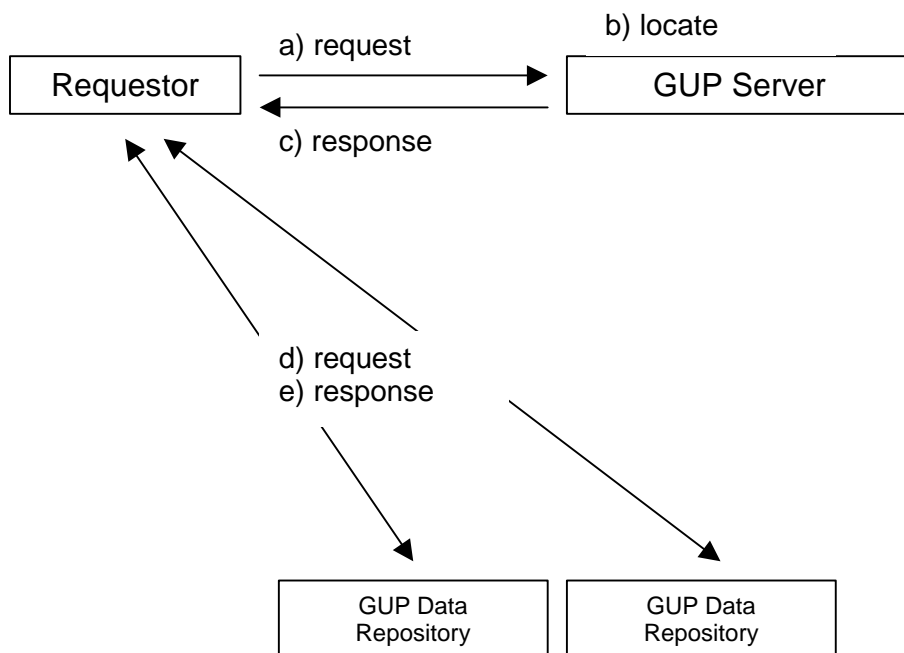 b) locate
a) request
Requestor
GUP Server
c) response
d) request
e) response
GUP Data
Repository
GUP Data
Repository